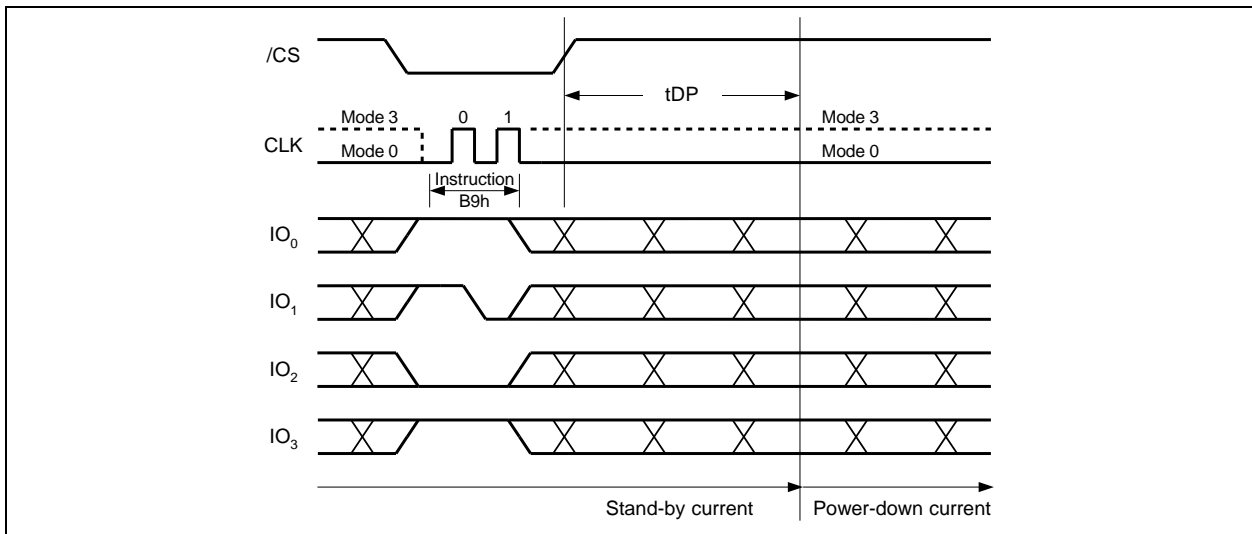 /CS
tDP
Mode 3 0 1 Mode 3
CLK
Mode 0 Mode 0
Instruction
B9h
IO0
IO1
IO2
IO3
Stand-by current Power-down current